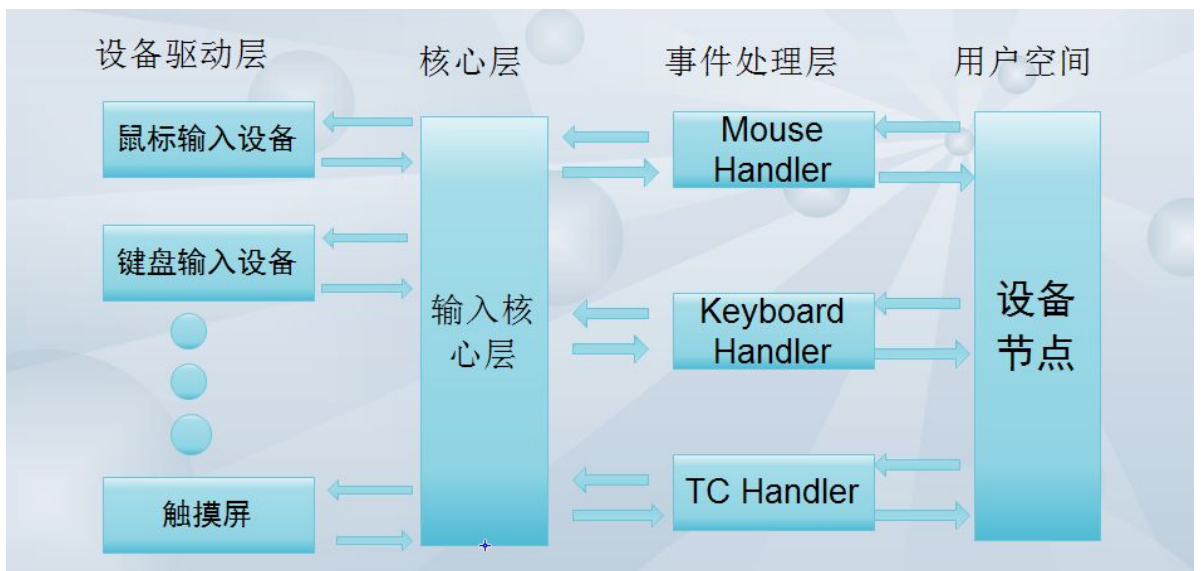 设备驱动层
核心层
事件处理层
用户空间
鼠标输入设备
键盘输入设备
触摸屏
输入核
心层
Mouse
Handler
Keyboard
Handler
TC Handler
设备
节点